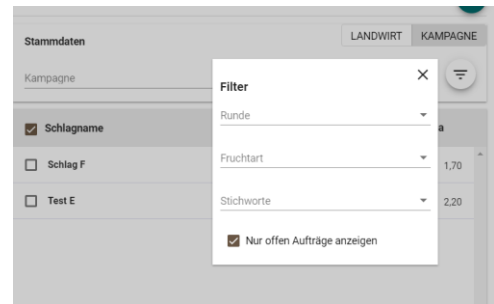 Stammdaten
LANDWIRT
KAMPAGNE
Kampagne
Filter
Runde
Schlagname
a
Fruchtart
Schlag F
1,70
Stichworte
Test E
2,20
Nur offen Aufträge anzeigen